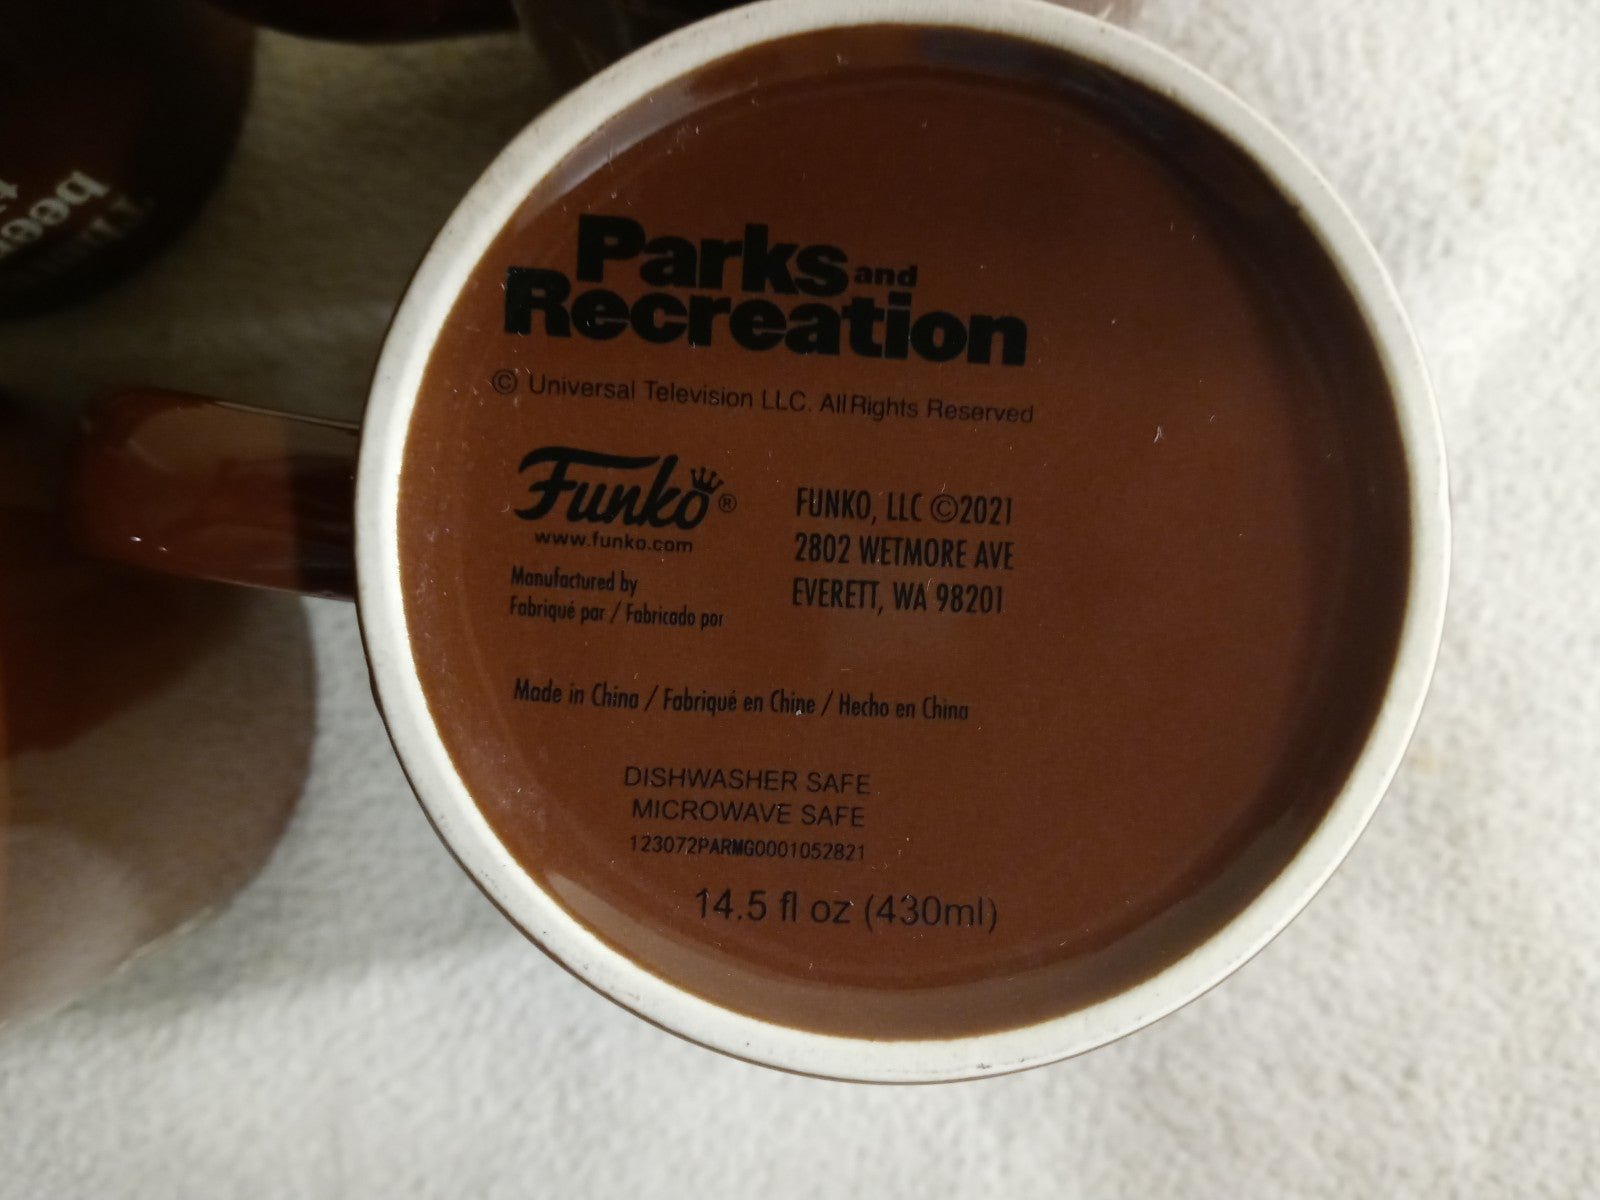 Parks and
Recreation
© Universal Television LLC. All Rights Reserved
Funko®
www.funko.com
Manufactured by
Fabriqué par / Fabricado por
FUNKO, LLC ©2021
2802 WETMORE AVE
EVERETT, WA 98201
Made in China / Fabriqué en Chine / Hecho en China
DISHWASHER SAFE
MICROWAVE SAFE
123072PARMG0001052821
14.5 fl oz (430ml)